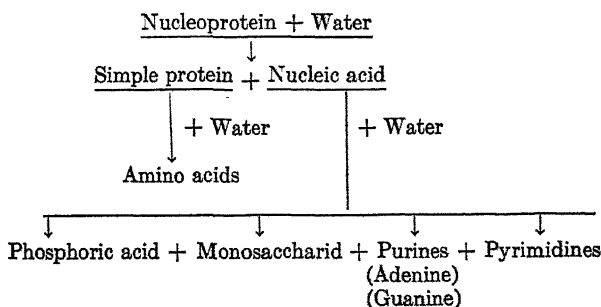 Nucleoprotein + Water
Simple protein + Nucleic acid
+ Water + Water
Amino acids
Phosphoric acid + Monosaccharid + Purines + Pyrimidines
(Adenine)
(Guanine)